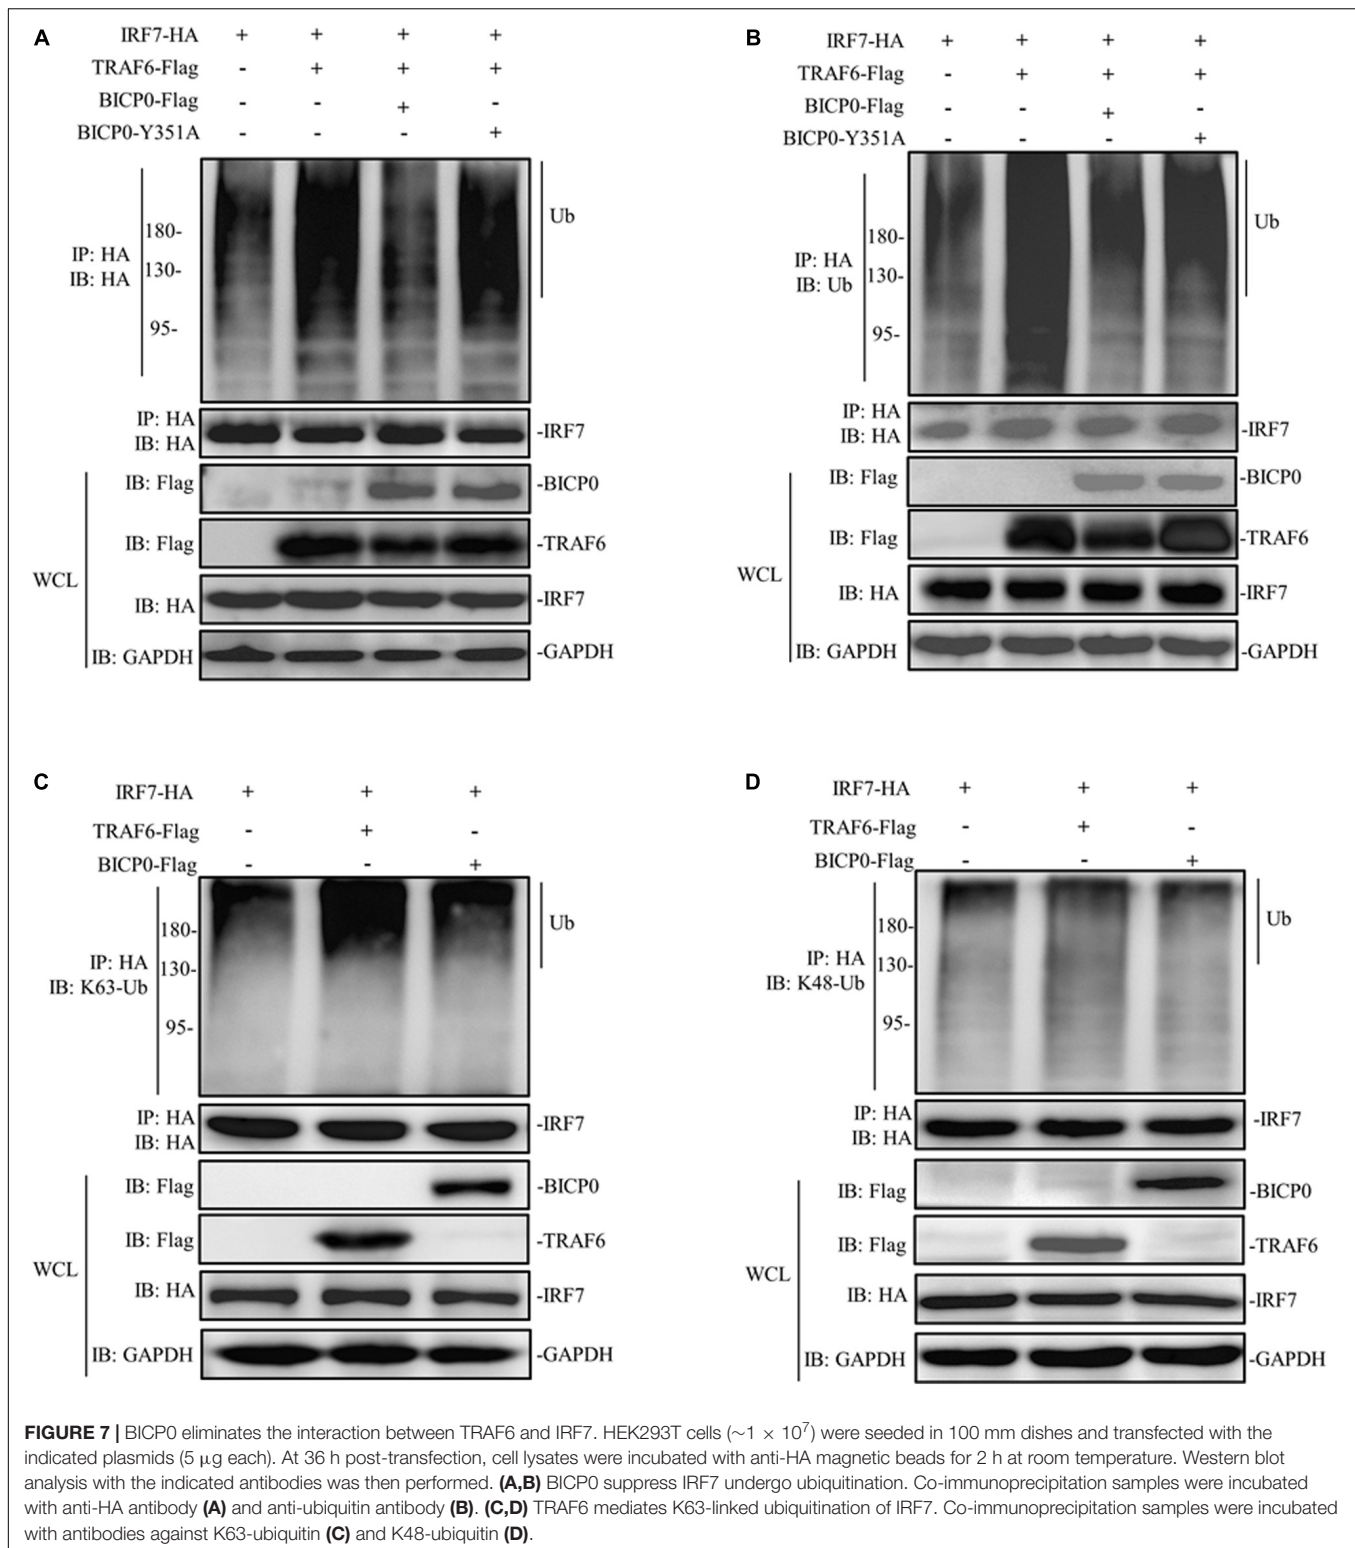 A
IRF7-HA + + + +
TRAF6-Flag - + + +
BICP0-Flag - - + -
BICP0-Y351A - - - +
180-
130-
95-
IP: HA
IB: HA
Ub
IP: HA
IB: HA
-IRF7
IB: Flag -BICP0
IB: Flag -TRAF6
WCL
IB: HA -IRF7
IB: GAPDH -GAPDH
B
IRF7-HA + + + +
TRAF6-Flag - + + +
BICP0-Flag - - + -
BICP0-Y351A - - - +
180-
130-
95-
IP: HA
IB: Ub
Ub
IP: HA
IB: HA
-IRF7
IB: Flag -BICP0
IB: Flag -TRAF6
WCL
IB: HA -IRF7
IB: GAPDH -GAPDH
C
IRF7-HA + + +
TRAF6-Flag - + -
BICP0-Flag - - +
180-
130-
95-
IP: HA
IB: K63-Ub
Ub
IP: HA
IB: HA
-IRF7
IB: Flag -BICP0
IB: Flag -TRAF6
WCL
IB: HA -IRF7
IB: GAPDH -GAPDH
D
IRF7-HA + + +
TRAF6-Flag - + -
BICP0-Flag - - +
180-
130-
95-
IP: HA
IB: K48-Ub
Ub
IP: HA
IB: HA
-IRF7
IB: Flag -BICP0
IB: Flag -TRAF6
WCL
IB: HA -IRF7
IB: GAPDH -GAPDH
FIGURE 7 | BICP0 eliminates the interaction between TRAF6 and IRF7. HEK293T cells (~1 × 10⁷) were seeded in 100 mm dishes and transfected with the
indicated plasmids (5 μg each). At 36 h post-transfection, cell lysates were incubated with anti-HA magnetic beads for 2 h at room temperature. Western blot
analysis with the indicated antibodies was then performed. (A,B) BICP0 suppress IRF7 undergo ubiquitination. Co-immunoprecipitation samples were incubated
with anti-HA antibody (A) and anti-ubiquitin antibody (B). (C,D) TRAF6 mediates K63-linked ubiquitination of IRF7. Co-immunoprecipitation samples were incubated
with antibodies against K63-ubiquitin (C) and K48-ubiquitin (D).